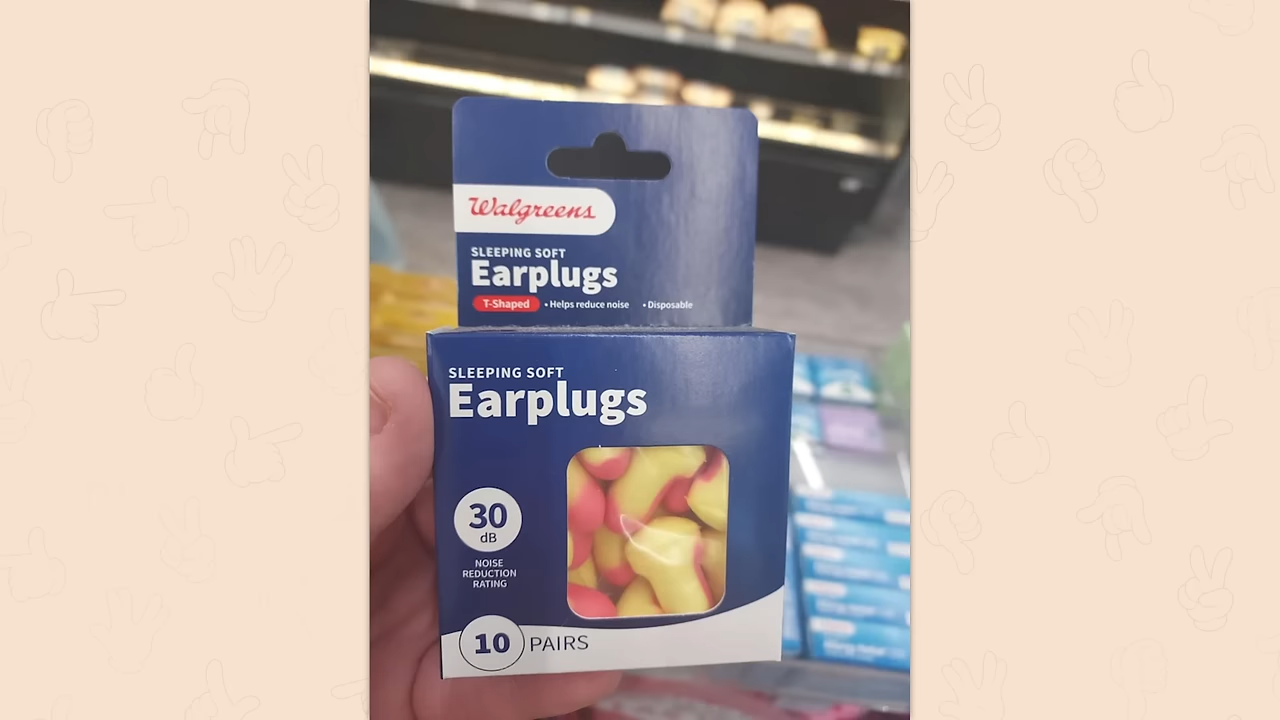 Walgreens
SLEEPING SOFT
Earplugs
T-Shaped • Helps reduce noise • Disposable
SLEEPING SOFT
Earplugs
30
dB
NOISE
REDUCTION
RATING
10 PAIRS